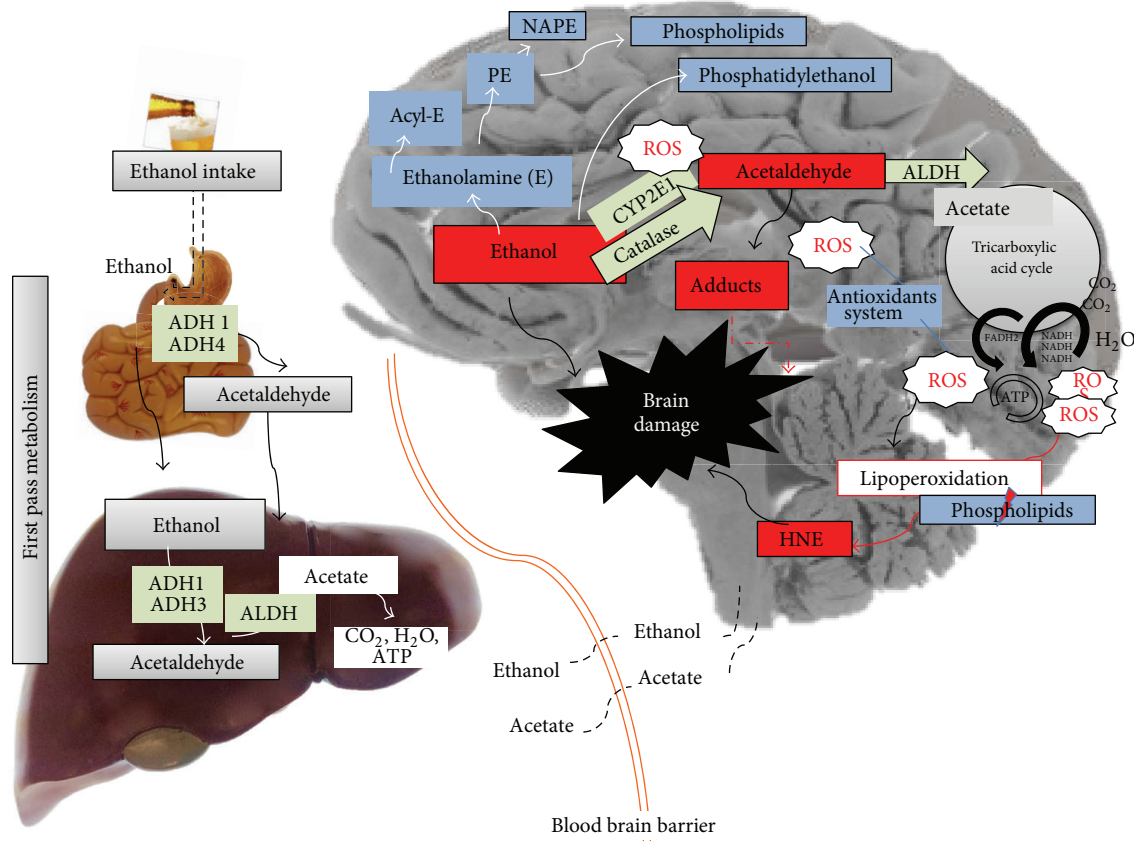 Ethanol intake
Ethanol
ADH 1
ADH4
Acetaldehyde
First pass metabolism
Ethanol
ADH1
ADH3
ALDH
Acetate
CO₂, H₂O,
ATP
Acetaldehyde
NAPE
Phospholipids
PE
Phosphatidylethanol
Acyl-E
Ethanolamine (E)
ROS
CYP2E1
Catalase
Acetaldehyde
ALDH
Acetate
Ethanol
Adducts
ROS
Tricarboxylic
acid cycle
Antioxidants
system
CO₂
CO₂
FADH2
NADH
NADH
NADH
H₂O
ATP
ROS
RO
S
ROS
Brain
damage
Lipoperoxidation
Phospholipids
HNE
Ethanol
Ethanol
Acetate
Acetate
Blood brain barrier